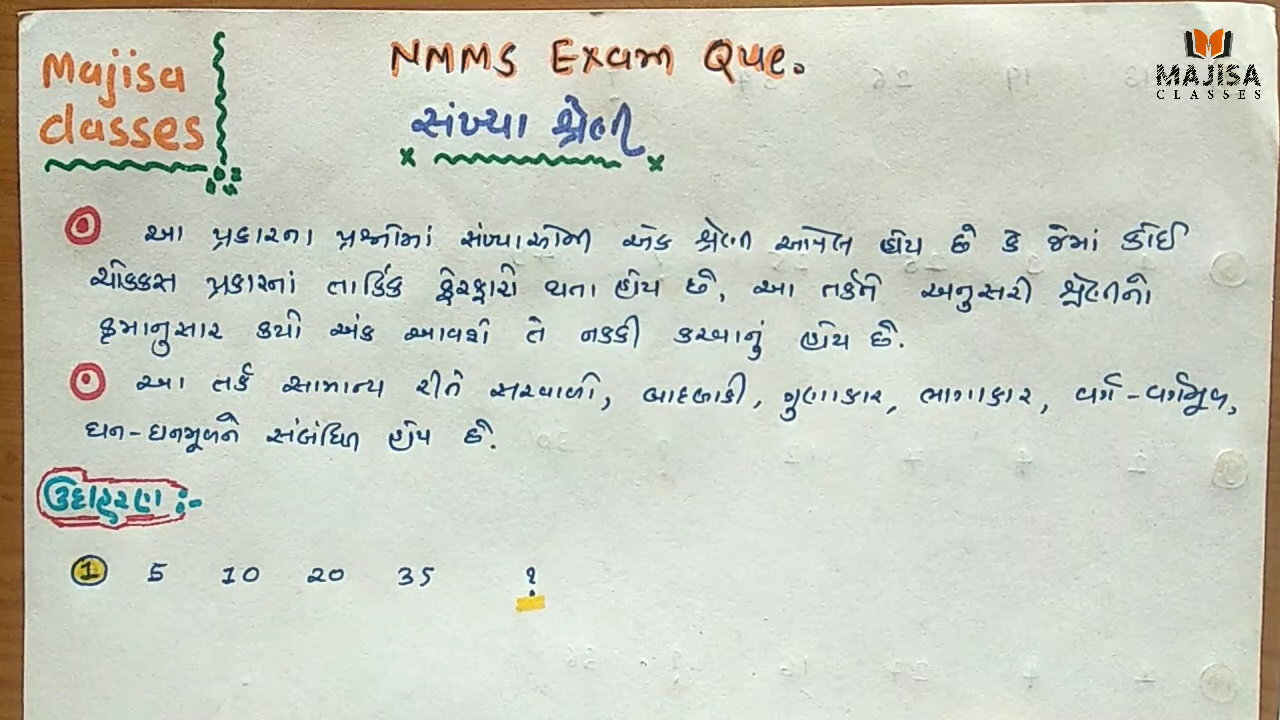 Majisa
classes
NMMS Exam Que.
સંખ્યા શ્રેણી
MAJISA
CLASSES
આ પ્રકારના પ્રશ્નોમાં સંખ્યાઓની એક શ્રેણી આપેલ હોય છે કે જેમાં કોઈ
ચોક્કસ પ્રકારનાં તાર્કિક ફેરફારો થતા હોય છે, આ તર્કને અનુસરી શ્રેણીનો
ક્રમાનુસાર કયો અંક આવશે તે નક્કી કરવાનું હોય છે.
આ તર્ક સામાન્ય રીતે સરવાળા, બાદબાકી, ગુણાકાર, ભાગાકાર, વર્ગ-વર્ગમૂળ,
ઘન-ઘનમૂળને સંબંધિત હોય છે.
ઉદાહરણ :-
1 5 10 20 35 ?